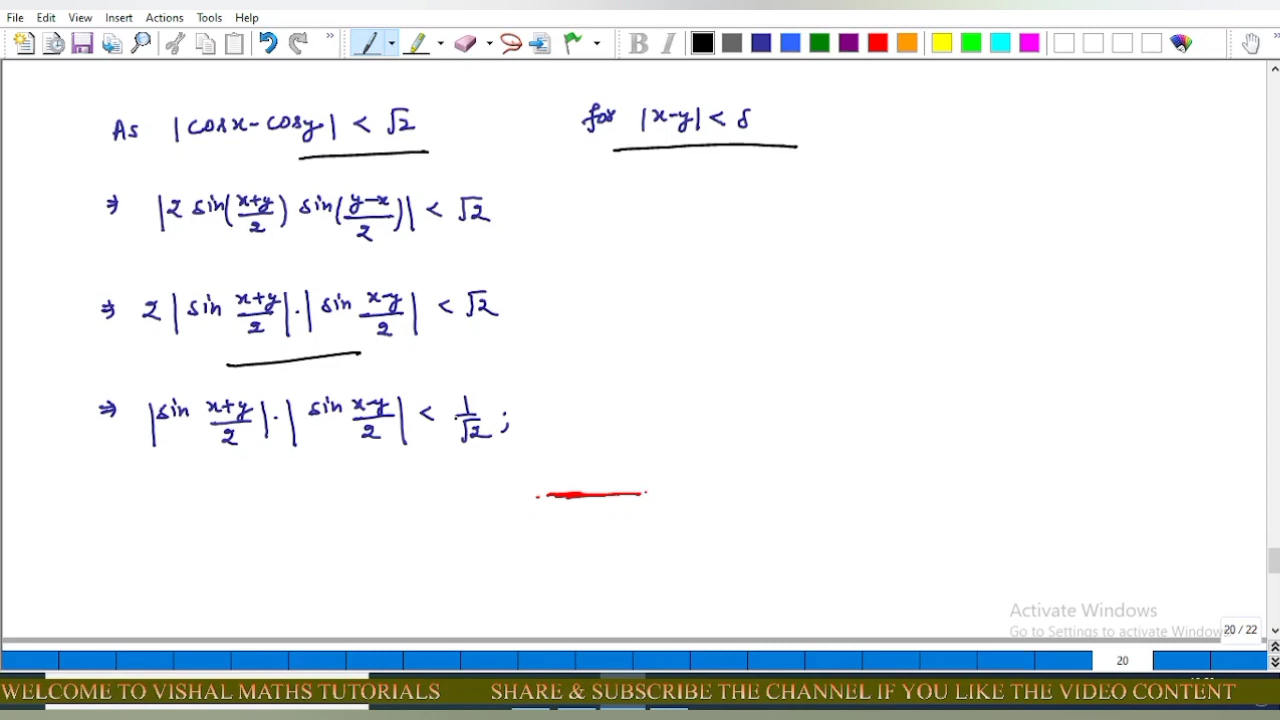 File Edit View Insert Actions Tools Help
» B I »
As |cosx - cosy| < √2 for |x-y| < δ
⇒ |2 sin(x+y/2) sin(y-x/2)| < √2
⇒ 2 |sin x+y/2| · |sin x-y/2| < √2
⇒ |sin x+y/2| · |sin x-y/2| < 1/√2 ;
Activate Windows
Go to Settings to activate Windows.
20 / 22
20
WELCOME TO VISHAL MATHS TUTORIALS SHARE & SUBSCRIBE THE CHANNEL IF YOU LIKE THE VIDEO CONTENT